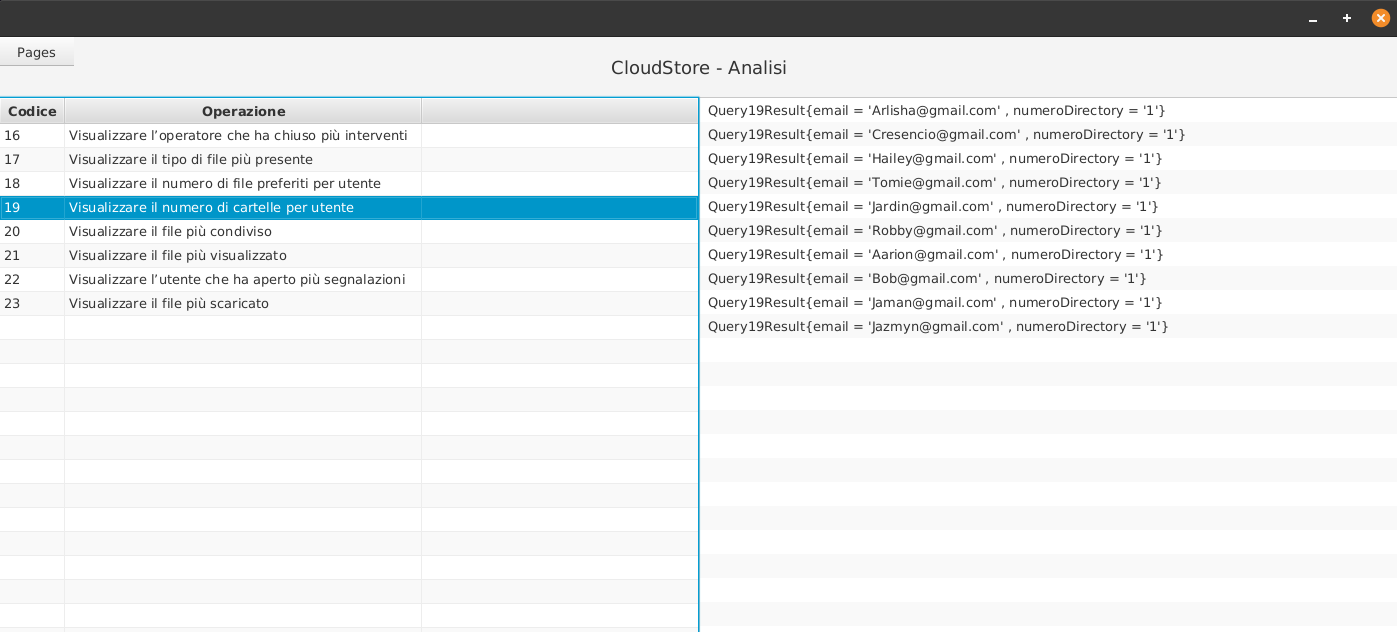 Pages
CloudStore - Analisi
Codice Operazione
16 Visualizzare l’operatore che ha chiuso più interventi
17 Visualizzare il tipo di file più presente
18 Visualizzare il numero di file preferiti per utente
19 Visualizzare il numero di cartelle per utente
20 Visualizzare il file più condiviso
21 Visualizzare il file più visualizzato
22 Visualizzare l’utente che ha aperto più segnalazioni
23 Visualizzare il file più scaricato
Query19Result{email = 'Arlisha@gmail.com' , numeroDirectory = '1'}
Query19Result{email = 'Cresencio@gmail.com' , numeroDirectory = '1'}
Query19Result{email = 'Hailey@gmail.com' , numeroDirectory = '1'}
Query19Result{email = 'Tomie@gmail.com' , numeroDirectory = '1'}
Query19Result{email = 'Jardin@gmail.com' , numeroDirectory = '1'}
Query19Result{email = 'Robby@gmail.com' , numeroDirectory = '1'}
Query19Result{email = 'Aarion@gmail.com' , numeroDirectory = '1'}
Query19Result{email = 'Bob@gmail.com' , numeroDirectory = '1'}
Query19Result{email = 'Jaman@gmail.com' , numeroDirectory = '1'}
Query19Result{email = 'Jazmyn@gmail.com' , numeroDirectory = '1'}